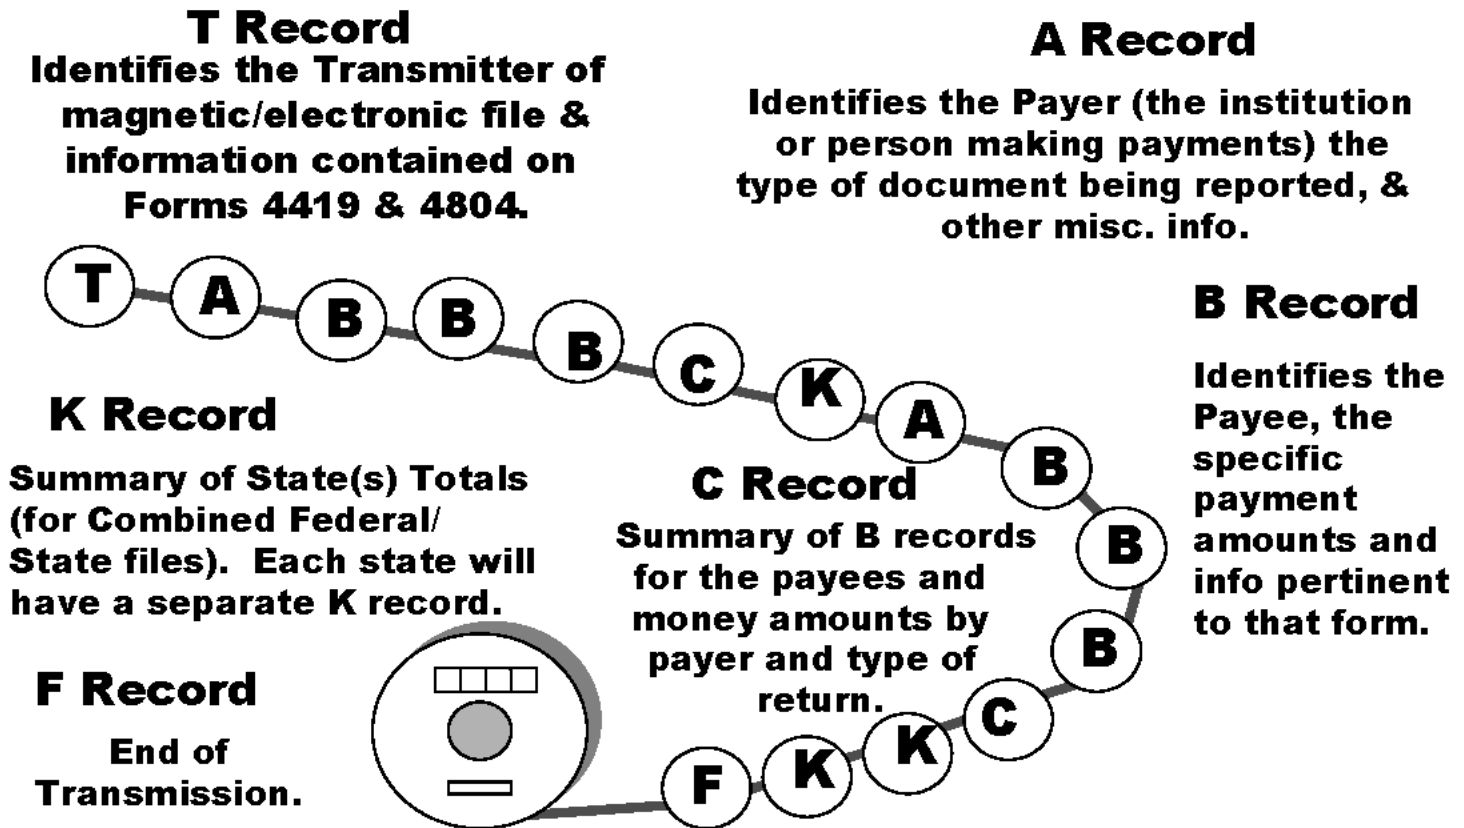 T Record
Identifies the Transmitter of
magnetic/electronic file &
information contained on
Forms 4419 & 4804.
A Record
Identifies the Payer (the institution
or person making payments) the
type of document being reported, &
other misc. info.
T
A
B
B
B
C
K
A
B
B
B
C
K
K
F
B Record
Identifies the
Payee, the
specific
payment
amounts and
info pertinent
to that form.
K Record
Summary of State(s) Totals
(for Combined Federal/
State files).  Each state will
have a separate K record.
C Record
Summary of B records
for the payees and
money amounts by
payer and type of
return.
F Record
End of
Transmission.